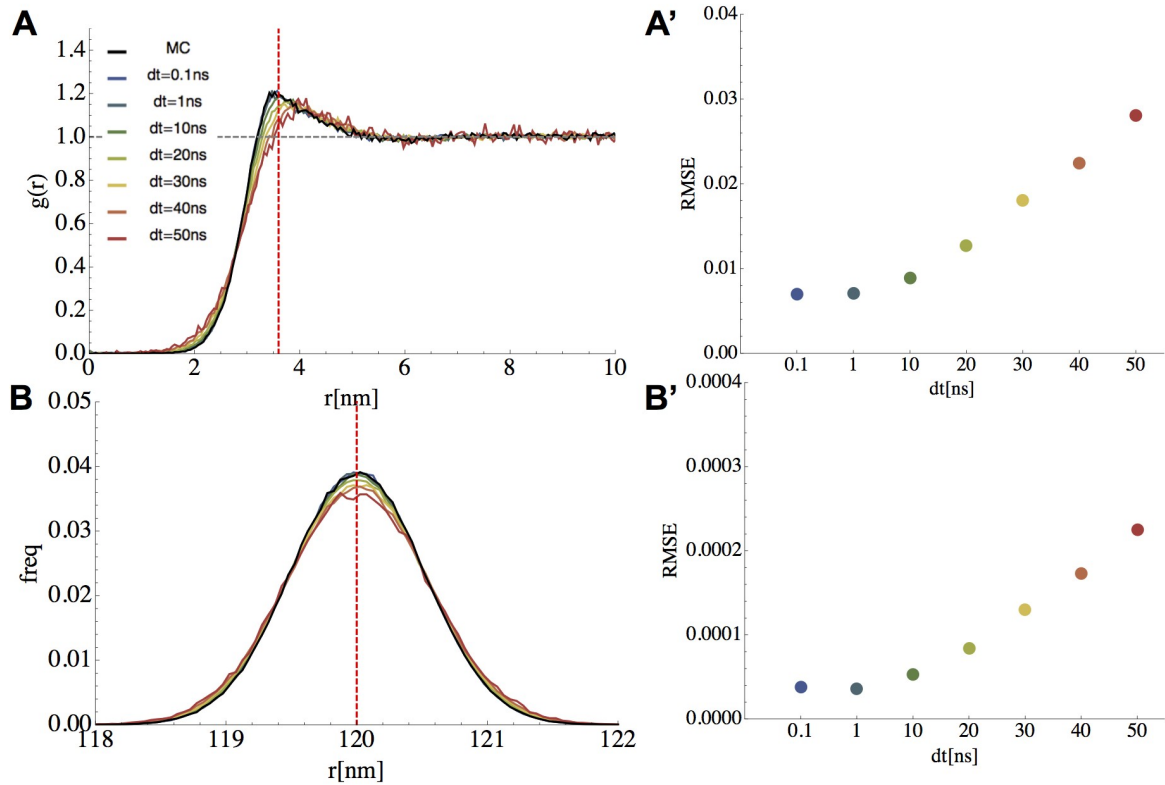 A
g(r)
1.4
1.2
1.0
0.8
0.6
0.4
0.2
0.0
MC
dt=0.1ns
dt=1ns
dt=10ns
dt=20ns
dt=30ns
dt=40ns
dt=50ns
0 2 4 6 8 10
r[nm]
A’
RMSE
0.04
0.03
0.02
0.01
0.00
0.1 1 10 20 30 40 50
dt[ns]
B
freq
0.05
0.04
0.03
0.02
0.01
0.00
118 119 120 121 122
r[nm]
B’
RMSE
0.0004
0.0003
0.0002
0.0001
0.0000
0.1 1 10 20 30 40 50
dt[ns]